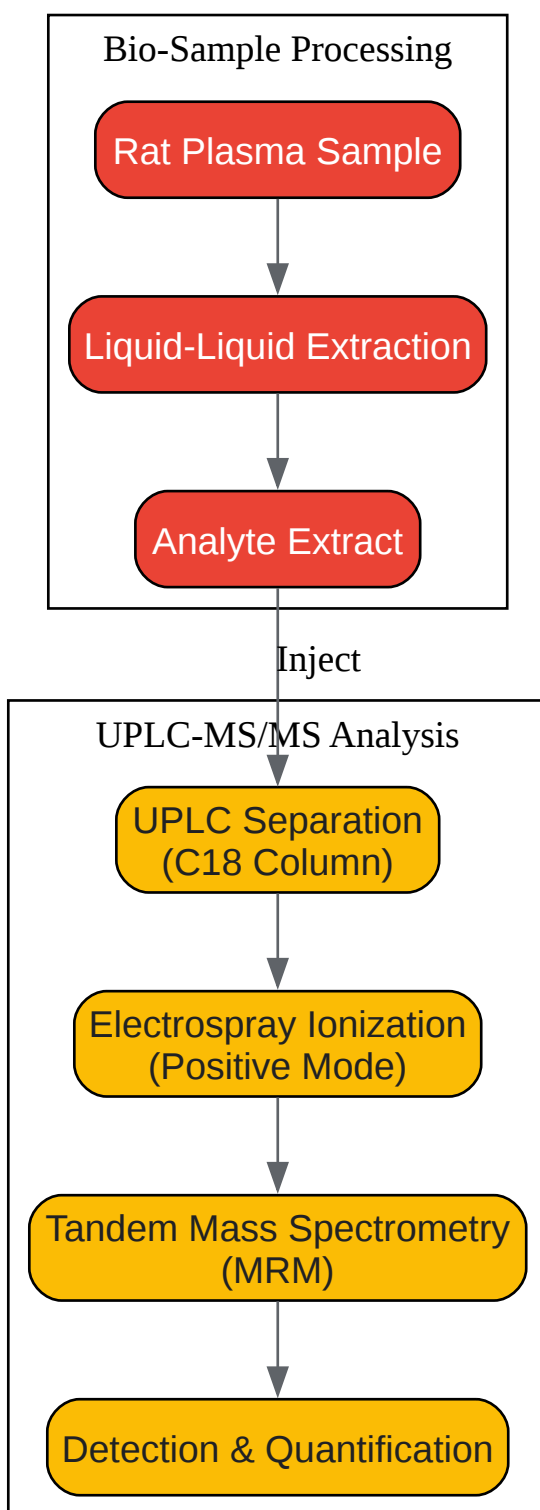 Bio-Sample Processing
Rat Plasma Sample
Liquid-Liquid Extraction
Analyte Extract
Inject
UPLC-MS/MS Analysis
UPLC Separation
(C18 Column)
Electrospray Ionization
(Positive Mode)
Tandem Mass Spectrometry
(MRM)
Detection & Quantification